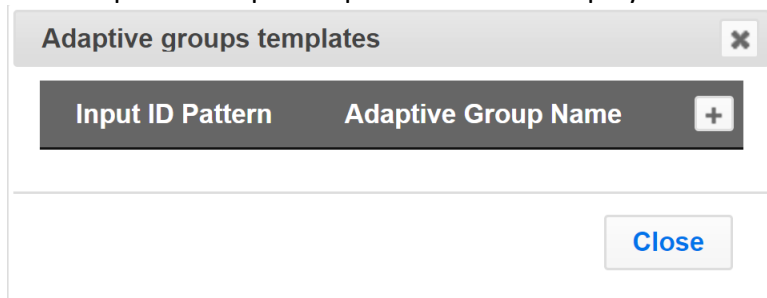 Adaptive groups templates
Input ID Pattern Adaptive Group Name +
Close